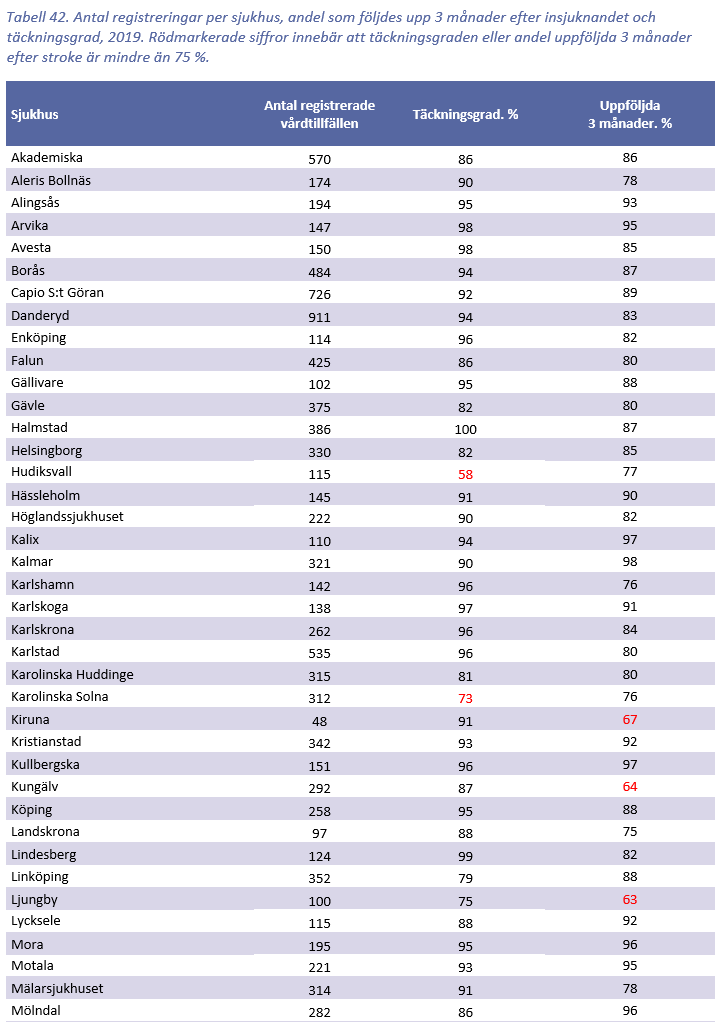 Tabell 42. Antal registreringar per sjukhus, andel som följdes upp 3 månader efter insjuknandet och
täckningsgrad, 2019. Rödmarkerade siffror innebär att täckningsgraden eller andel uppföljda 3 månader
efter stroke är mindre än 75 %.
Sjukhus Antal registrerade vårdtillfällen Täckningsgrad. % Uppföljda 3 månader. %
Akademiska 570 86 86
Aleris Bollnäs 174 90 78
Alingsås 194 95 93
Arvika 147 98 95
Avesta 150 98 85
Borås 484 94 87
Capio S:t Göran 726 92 89
Danderyd 911 94 83
Enköping 114 96 82
Falun 425 86 80
Gällivare 102 95 88
Gävle 375 82 80
Halmstad 386 100 87
Helsingborg 330 82 85
Hudiksvall 115 58 77
Hässleholm 145 91 90
Höglandssjukhuset 222 90 82
Kalix 110 94 97
Kalmar 321 90 98
Karlshamn 142 96 76
Karlskoga 138 97 91
Karlskrona 262 96 84
Karlstad 535 96 80
Karolinska Huddinge 315 81 80
Karolinska Solna 312 73 76
Kiruna 48 91 67
Kristianstad 342 93 92
Kullbergska 151 96 97
Kungälv 292 87 64
Köping 258 95 88
Landskrona 97 88 75
Lindesberg 124 99 82
Linköping 352 79 88
Ljungby 100 75 63
Lycksele 115 88 92
Mora 195 95 96
Motala 221 93 95
Mälarsjukhuset 314 91 78
Mölndal 282 86 96